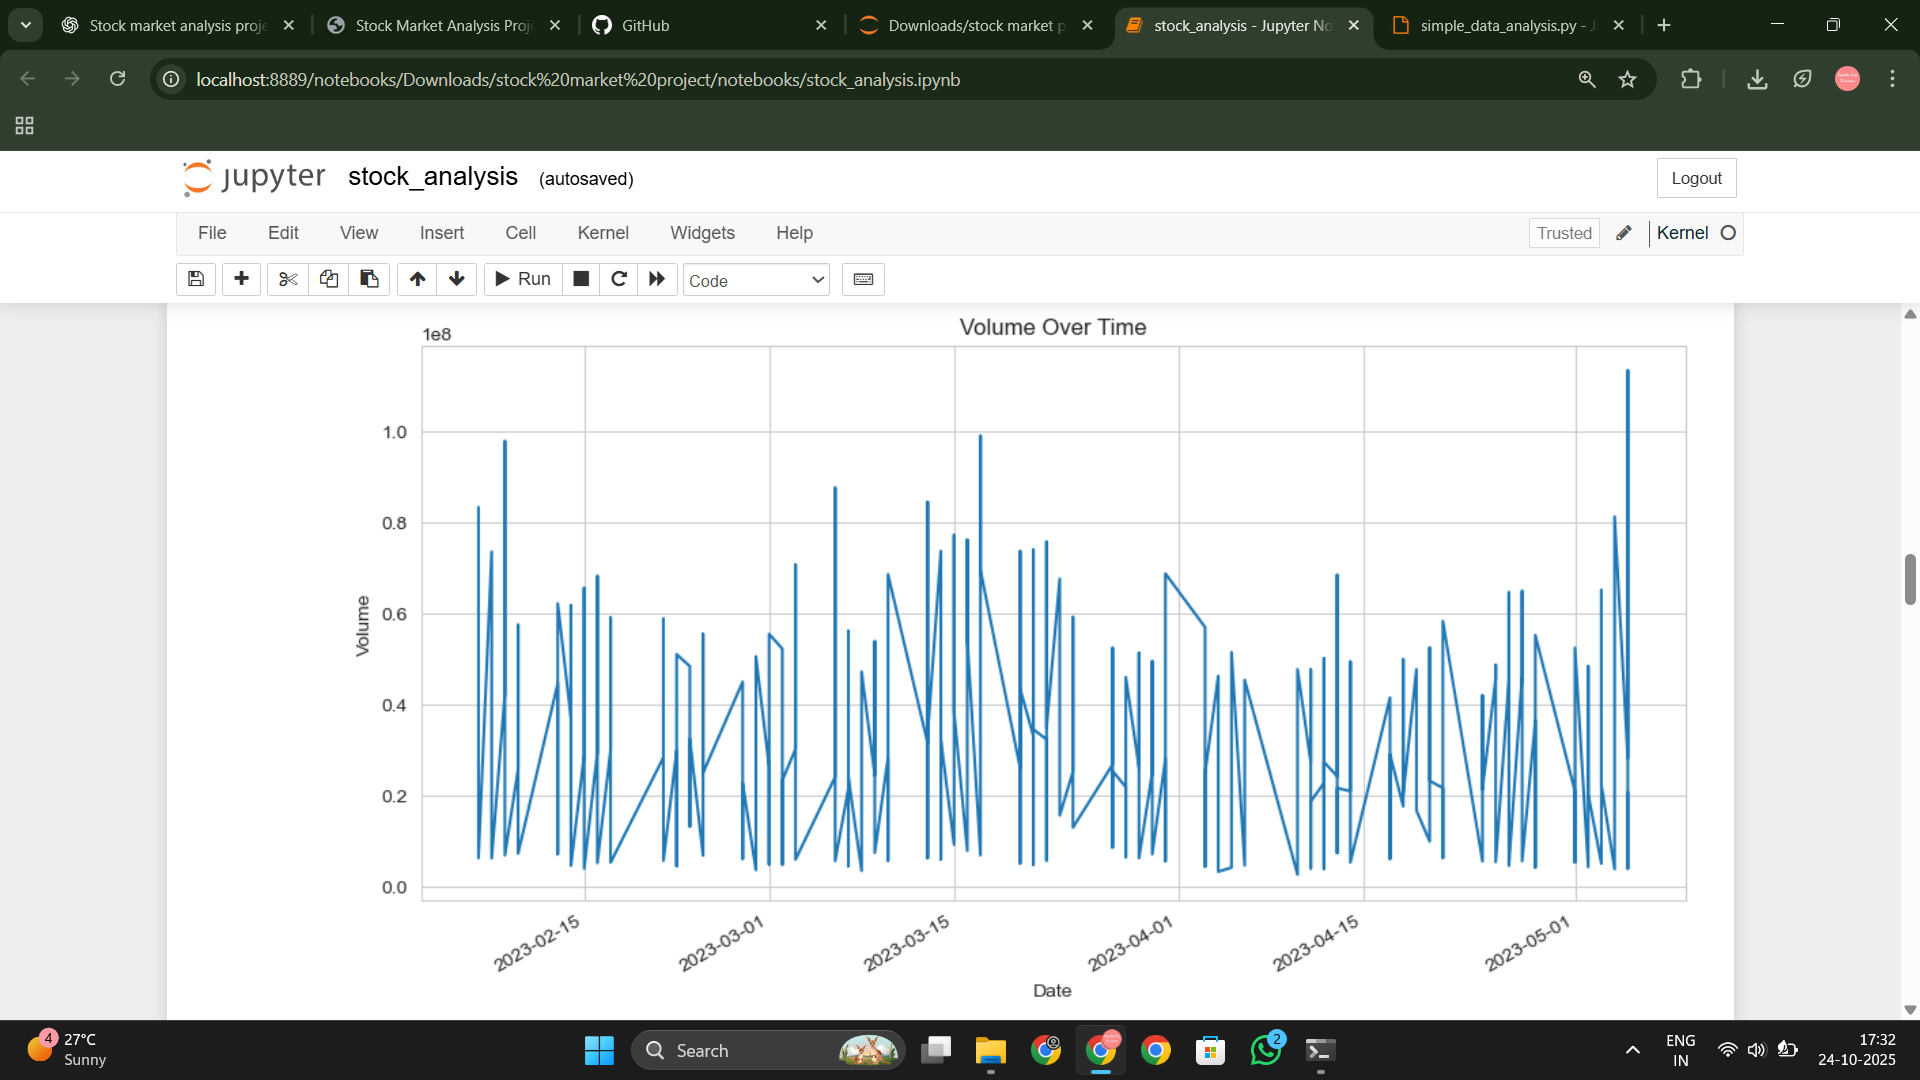 Stock market analysis proje
Stock Market Analysis Proje
GitHub
Downloads/stock market p
stock_analysis - Jupyter No
simple_data_analysis.py - J
localhost:8889/notebooks/Downloads/stock%20market%20project/notebooks/stock_analysis.ipynb
jupyter stock_analysis (autosaved)
Logout
File Edit View Insert Cell Kernel Widgets Help
Trusted Kernel
Run Code
Volume Over Time
1e8
1.0
0.8
0.6
0.4
0.2
0.0
Volume
2023-02-15 2023-03-01 2023-03-15 2023-04-01 2023-04-15 2023-05-01
Date
4
27°C
Sunny
Search
2
ENG
IN
17:32
24-10-2025